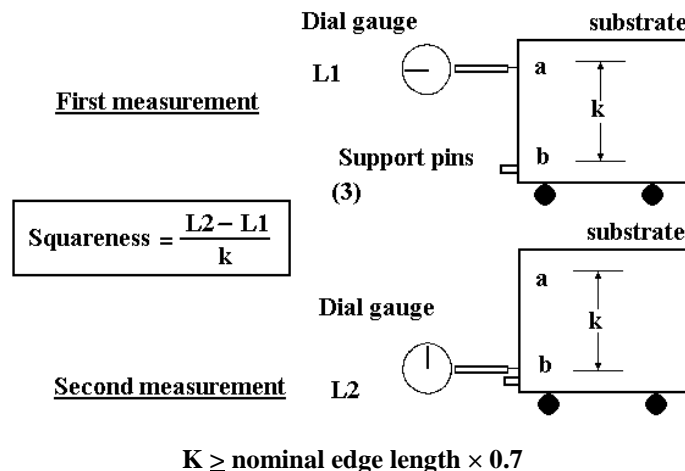 Dial gauge
substrate
L1
a
First measurement
k
Support pins
b
(3)
Squareness = L2 – L1
k
substrate
a
Dial gauge
k
b
Second measurement
L2
K ≥ nominal edge length × 0.7